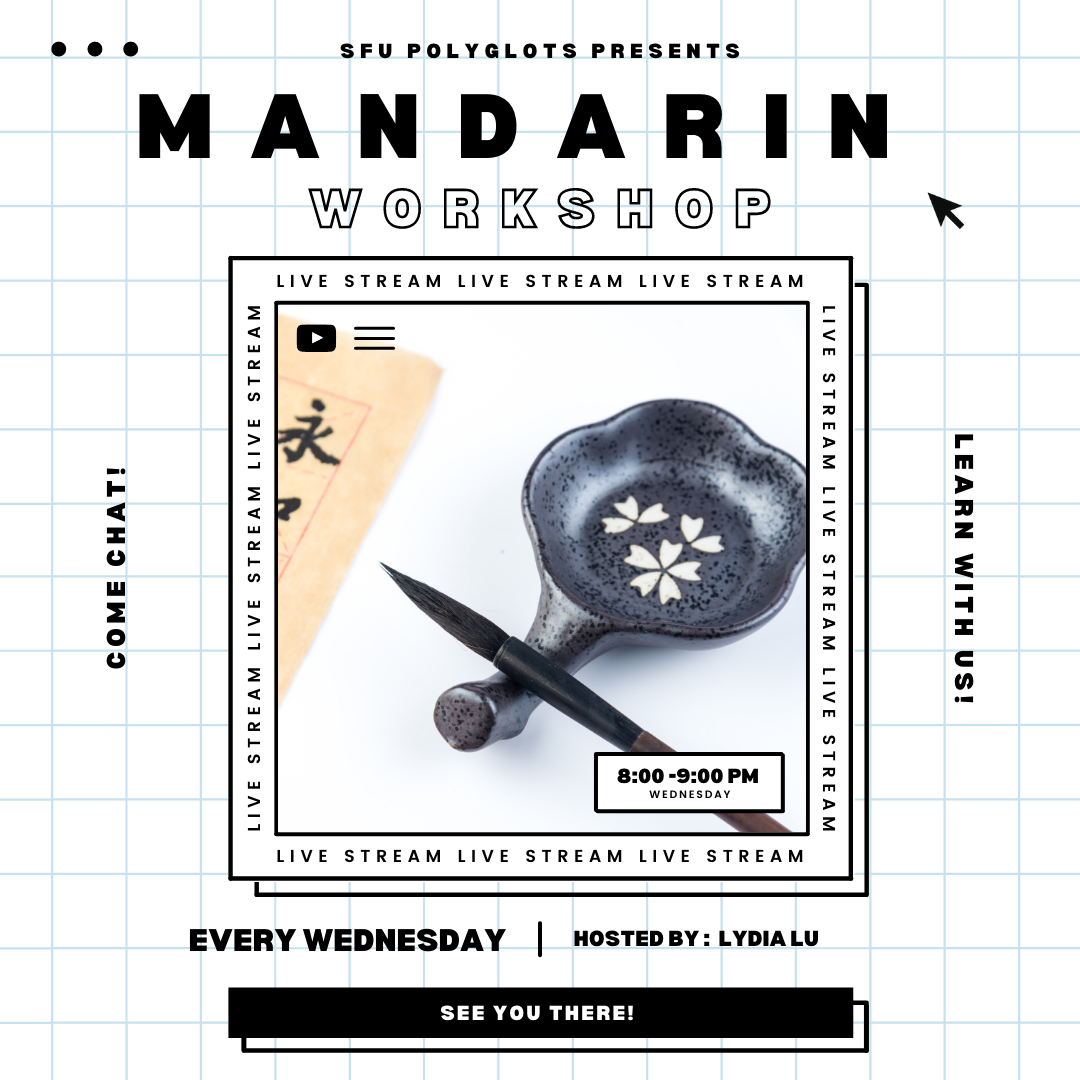 SFU POLYGLOTS PRESENTS
MANDARIN
WORKSHOP
LIVE STREAM LIVE STREAM LIVE STREAM
LIVE STREAM LIVE STREAM LIVE STREAM
LIVE STREAM LIVE STREAM LIVE STREAM
永
COME CHAT!
LEARN WITH US!
8:00 -9:00 PM
WEDNESDAY
LIVE STREAM LIVE STREAM LIVE STREAM
EVERY WEDNESDAY
HOSTED BY : LYDIA LU
SEE YOU THERE!